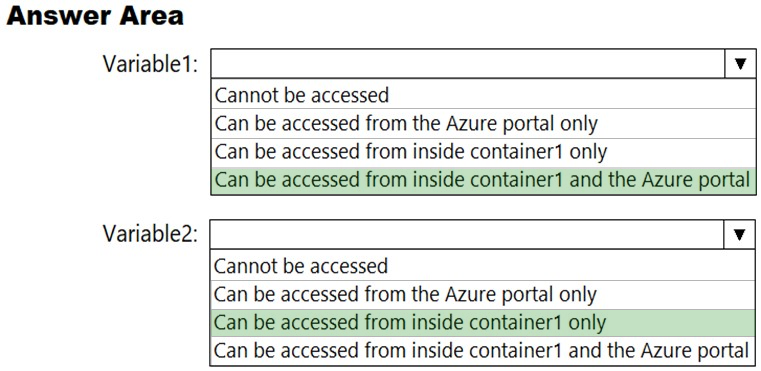 Answer Area
Variable1:
Cannot be accessed
Can be accessed from the Azure portal only
Can be accessed from inside container1 only
Can be accessed from inside container1 and the Azure portal
Variable2:
Cannot be accessed
Can be accessed from the Azure portal only
Can be accessed from inside container1 only
Can be accessed from inside container1 and the Azure portal